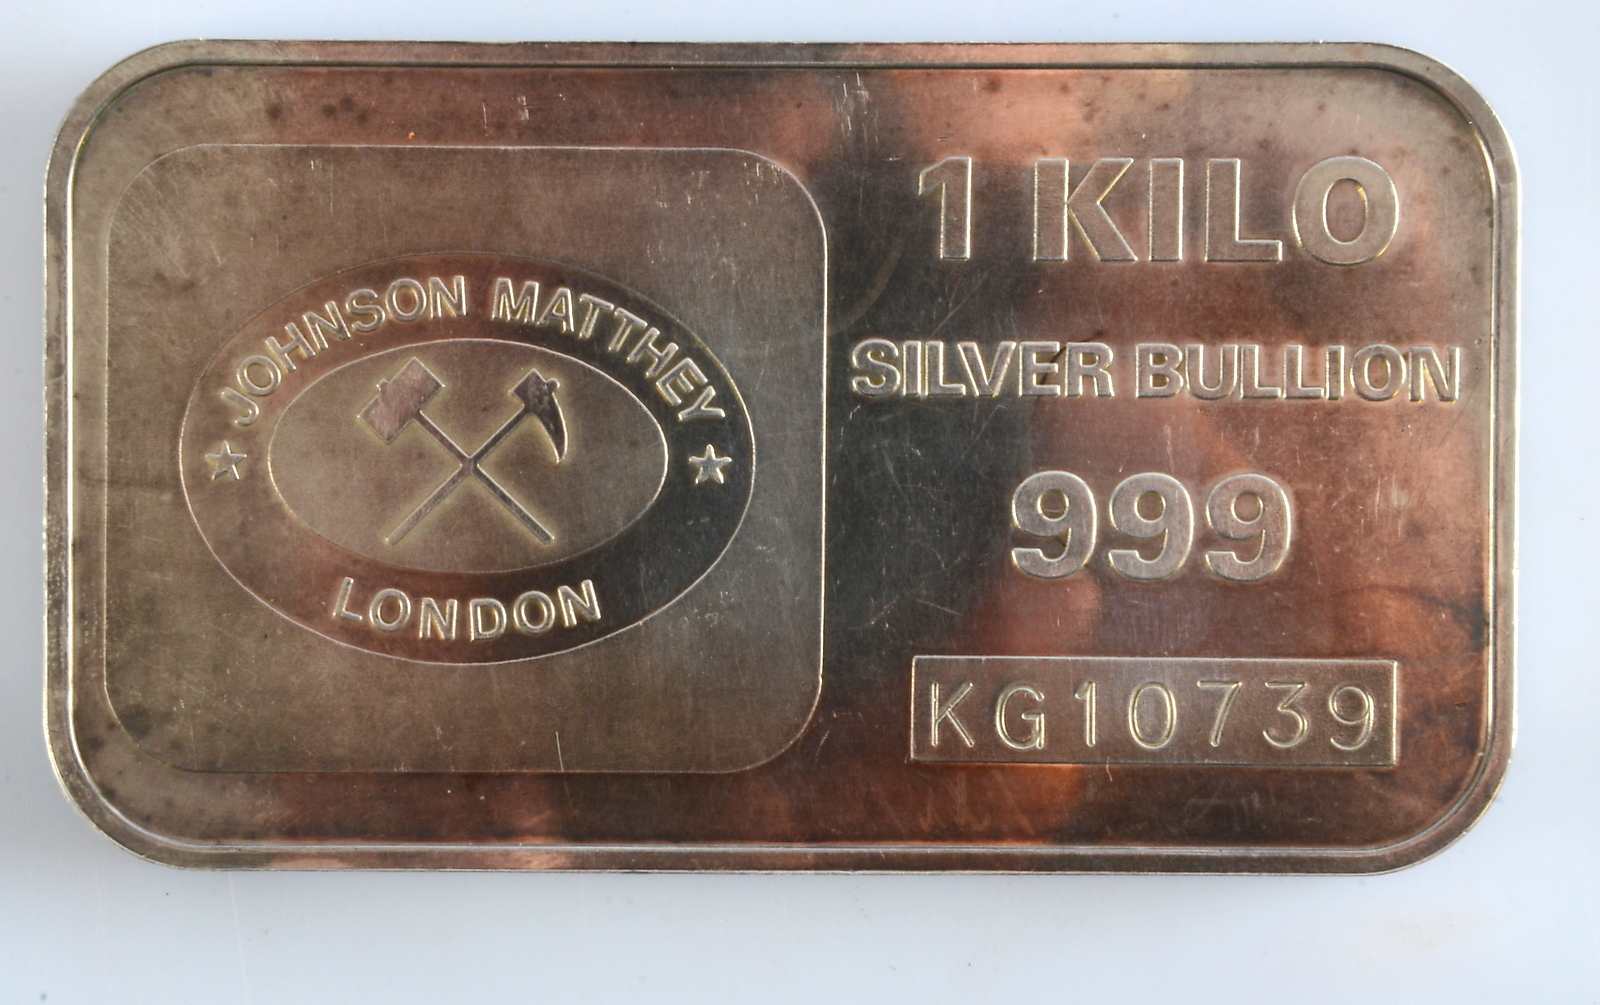 JOHNSON MATTHEY
LONDON
1 KILO
SILVER BULLION
999
KG10739